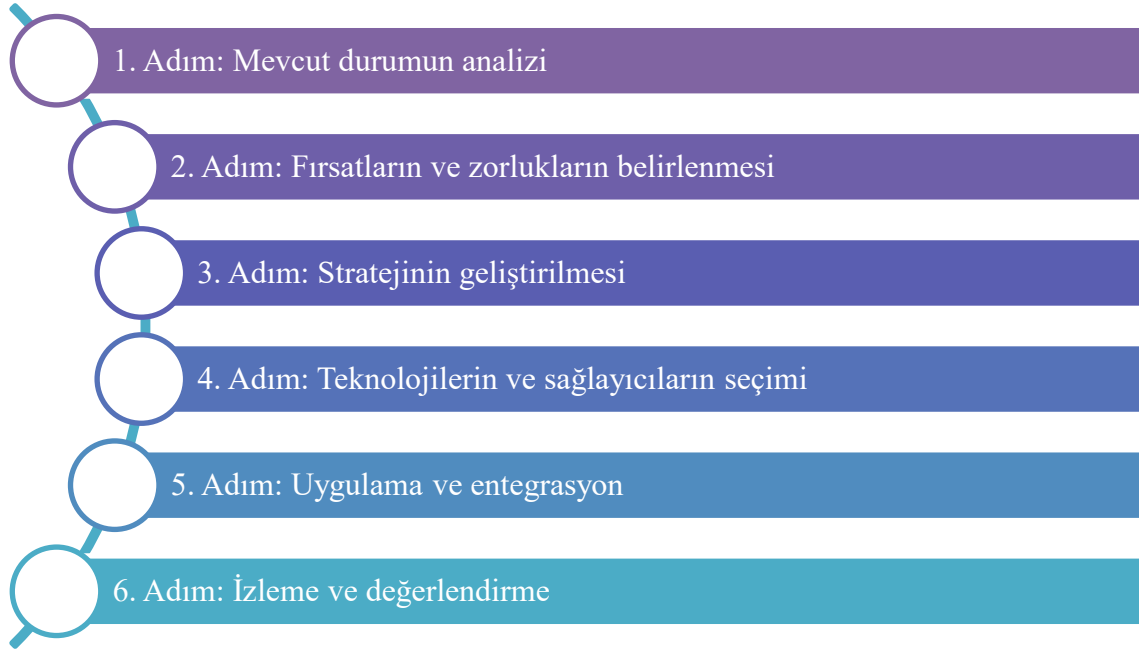 1. Adım: Mevcut durumun analizi
2. Adım: Fırsatların ve zorlukların belirlenmesi
3. Adım: Stratejinin geliştirilmesi
4. Adım: Teknolojilerin ve sağlayıcıların seçimi
5. Adım: Uygulama ve entegrasyon
6. Adım: İzleme ve değerlendirme